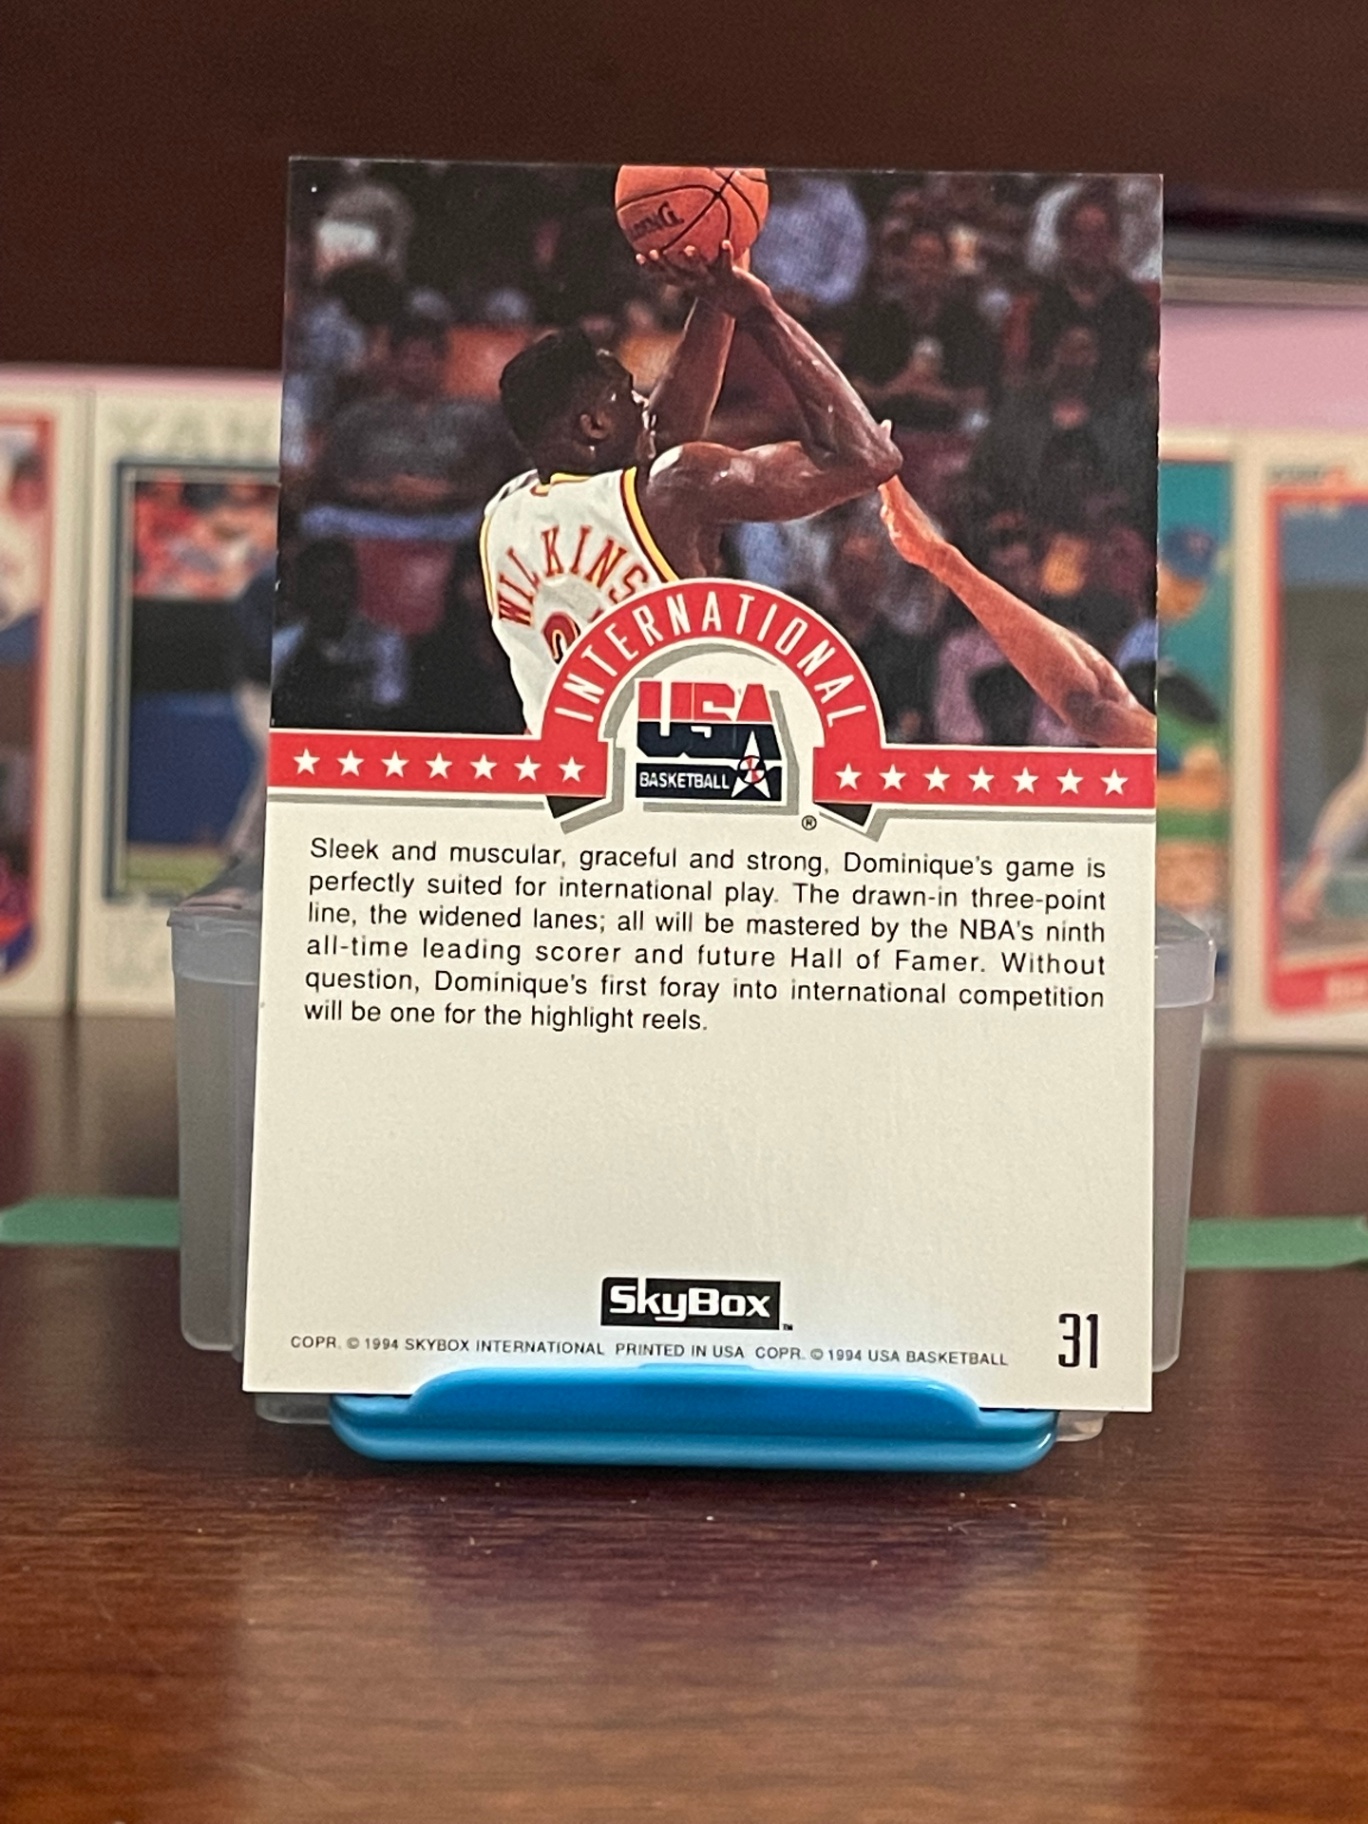 WILKINS
INTERNATIONAL
USA
BASKETBALL
®
Sleek and muscular, graceful and strong, Dominique's game is
perfectly suited for international play. The drawn-in three-point
line, the widened lanes; all will be mastered by the NBA's ninth
all-time leading scorer and future Hall of Famer. Without
question, Dominique's first foray into international competition
will be one for the highlight reels.
SkyBox™
COPR. © 1994 SKYBOX INTERNATIONAL PRINTED IN USA COPR. © 1994 USA BASKETBALL
31